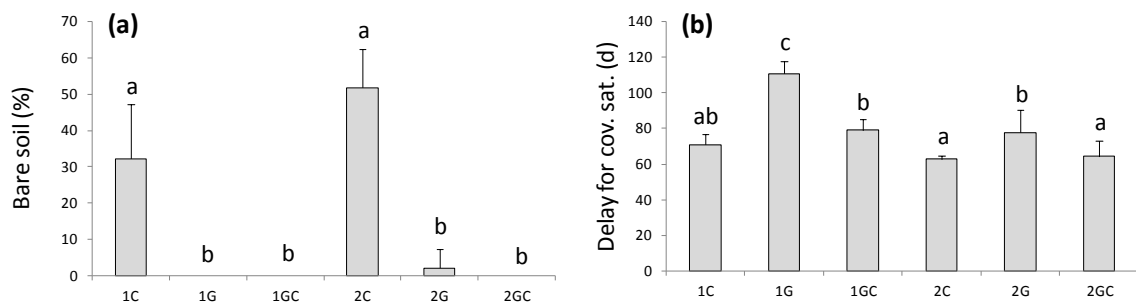 (a)
Bare soil (%)
70
60
50
40
30
20
10
0
a
b
b
a
b
b
1C 1G 1GC 2C 2G 2GC
(b)
Delay for cov. sat. (d)
140
120
100
80
60
40
20
0
ab
c
b
a
b
a
1C 1G 1GC 2C 2G 2GC